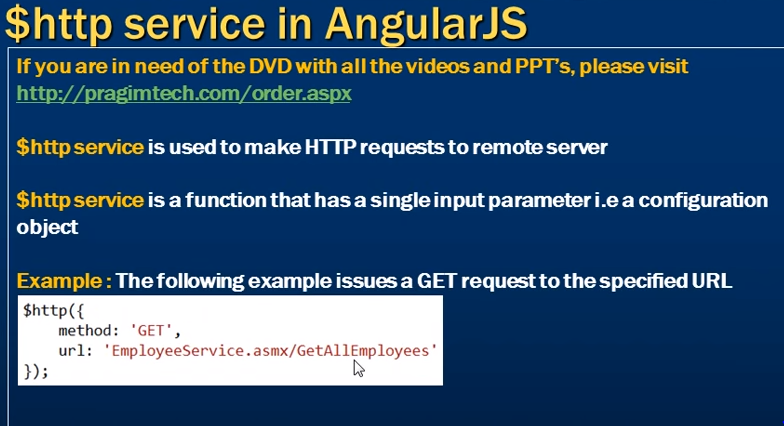 $http service in AngularJS
If you are in need of the DVD with all the videos and PPT's, please visit
http://pragimtech.com/order.aspx
$http service is used to make HTTP requests to remote server
$http service is a function that has a single input parameter i.e a configuration
object
Example : The following example issues a GET request to the specified URL
$http({
    method: 'GET',
    url: 'EmployeeService.asmx/GetAllEmployees'
});